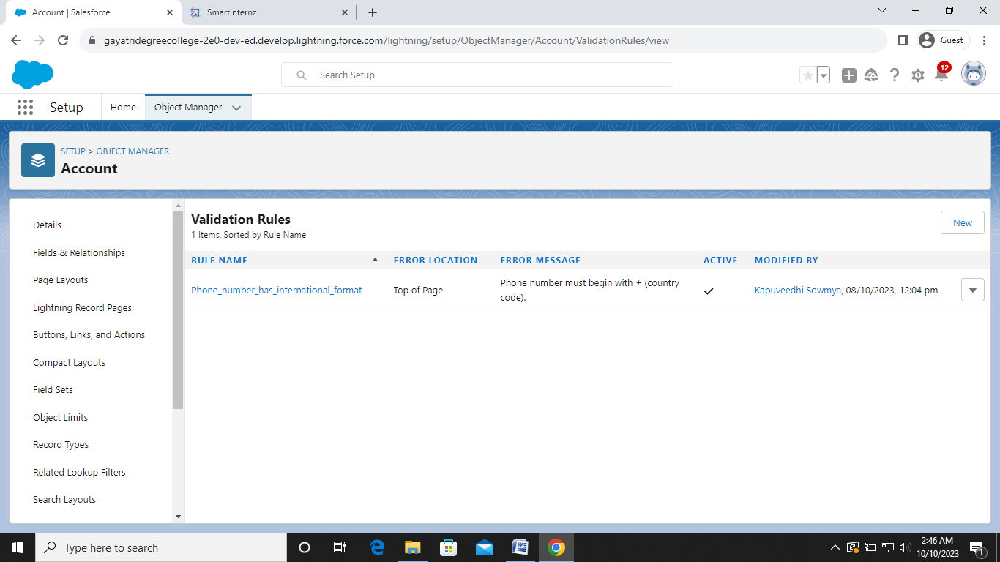 Account | Salesforce
Smartinternz
gayatridegreecollege-2e0-dev-ed.develop.lightning.force.com/lightning/setup/ObjectManager/Account/ValidationRules/view
Guest
Search Setup
12
Setup
Home
Object Manager
SETUP > OBJECT MANAGER
Account
Details
Fields & Relationships
Page Layouts
Lightning Record Pages
Buttons, Links, and Actions
Compact Layouts
Field Sets
Object Limits
Record Types
Related Lookup Filters
Search Layouts
Validation Rules
1 Items, Sorted by Rule Name
New
RULE NAME ERROR LOCATION ERROR MESSAGE ACTIVE MODIFIED BY
Phone_number_has_international_format Top of Page Phone number must begin with + (country code). Kapuveedhi Sowmya, 08/10/2023, 12:04 pm
Type here to search
2:46 AM
10/10/2023
1